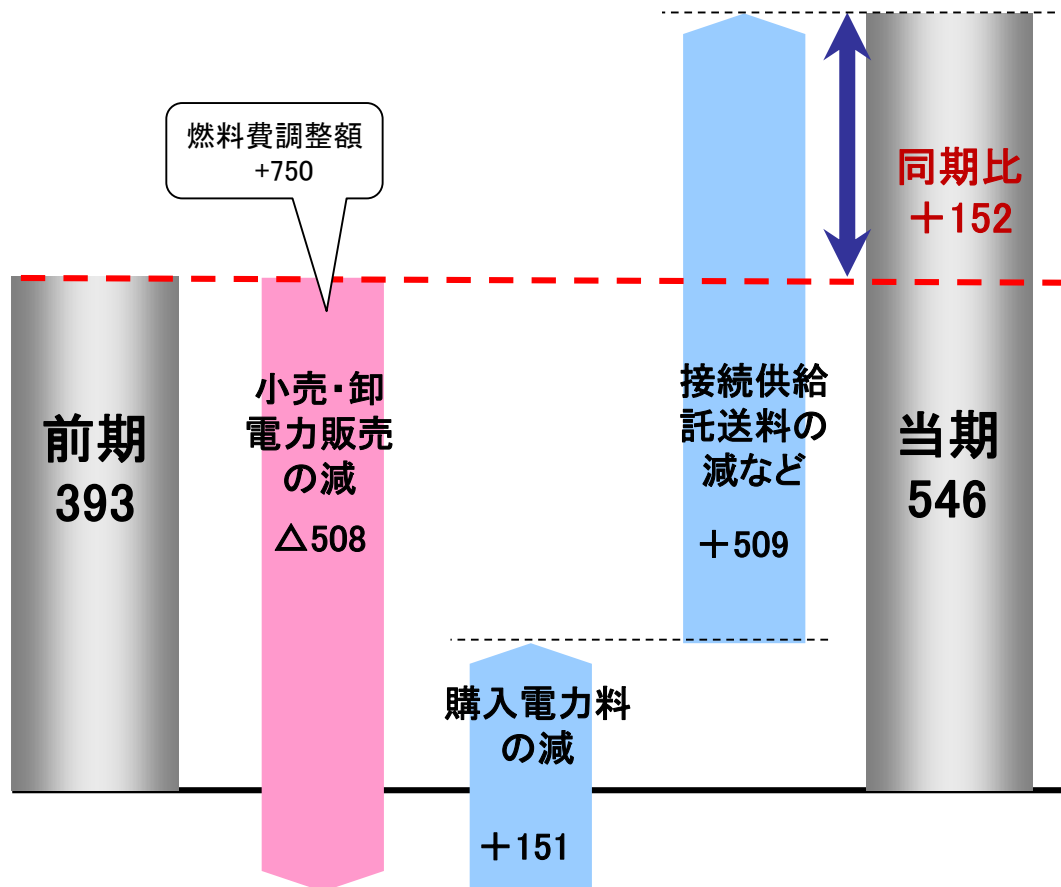 燃料費調整額
+750
同期比
＋152
前期
393
小売・卸
電力販売
の減
△508
購入電力料
の減
＋151
接続供給
託送料の
減など
＋509
当期
546